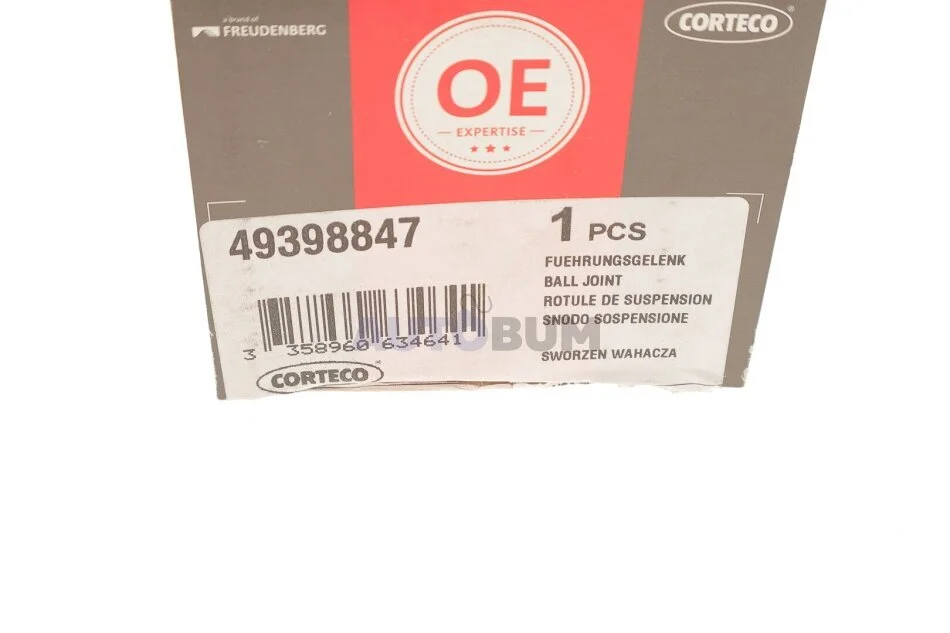 a brand of
FREUDENBERG
CORTECO®
OE
EXPERTISE
49398847
1 PCS
FUEHRUNGSGELENK
BALL JOINT
ROTULE DE SUSPENSION
SNODO SOSPENSIONE
SWORZEN WAHACZA
3 358960 634641
CORTECO®
AUTOBUM